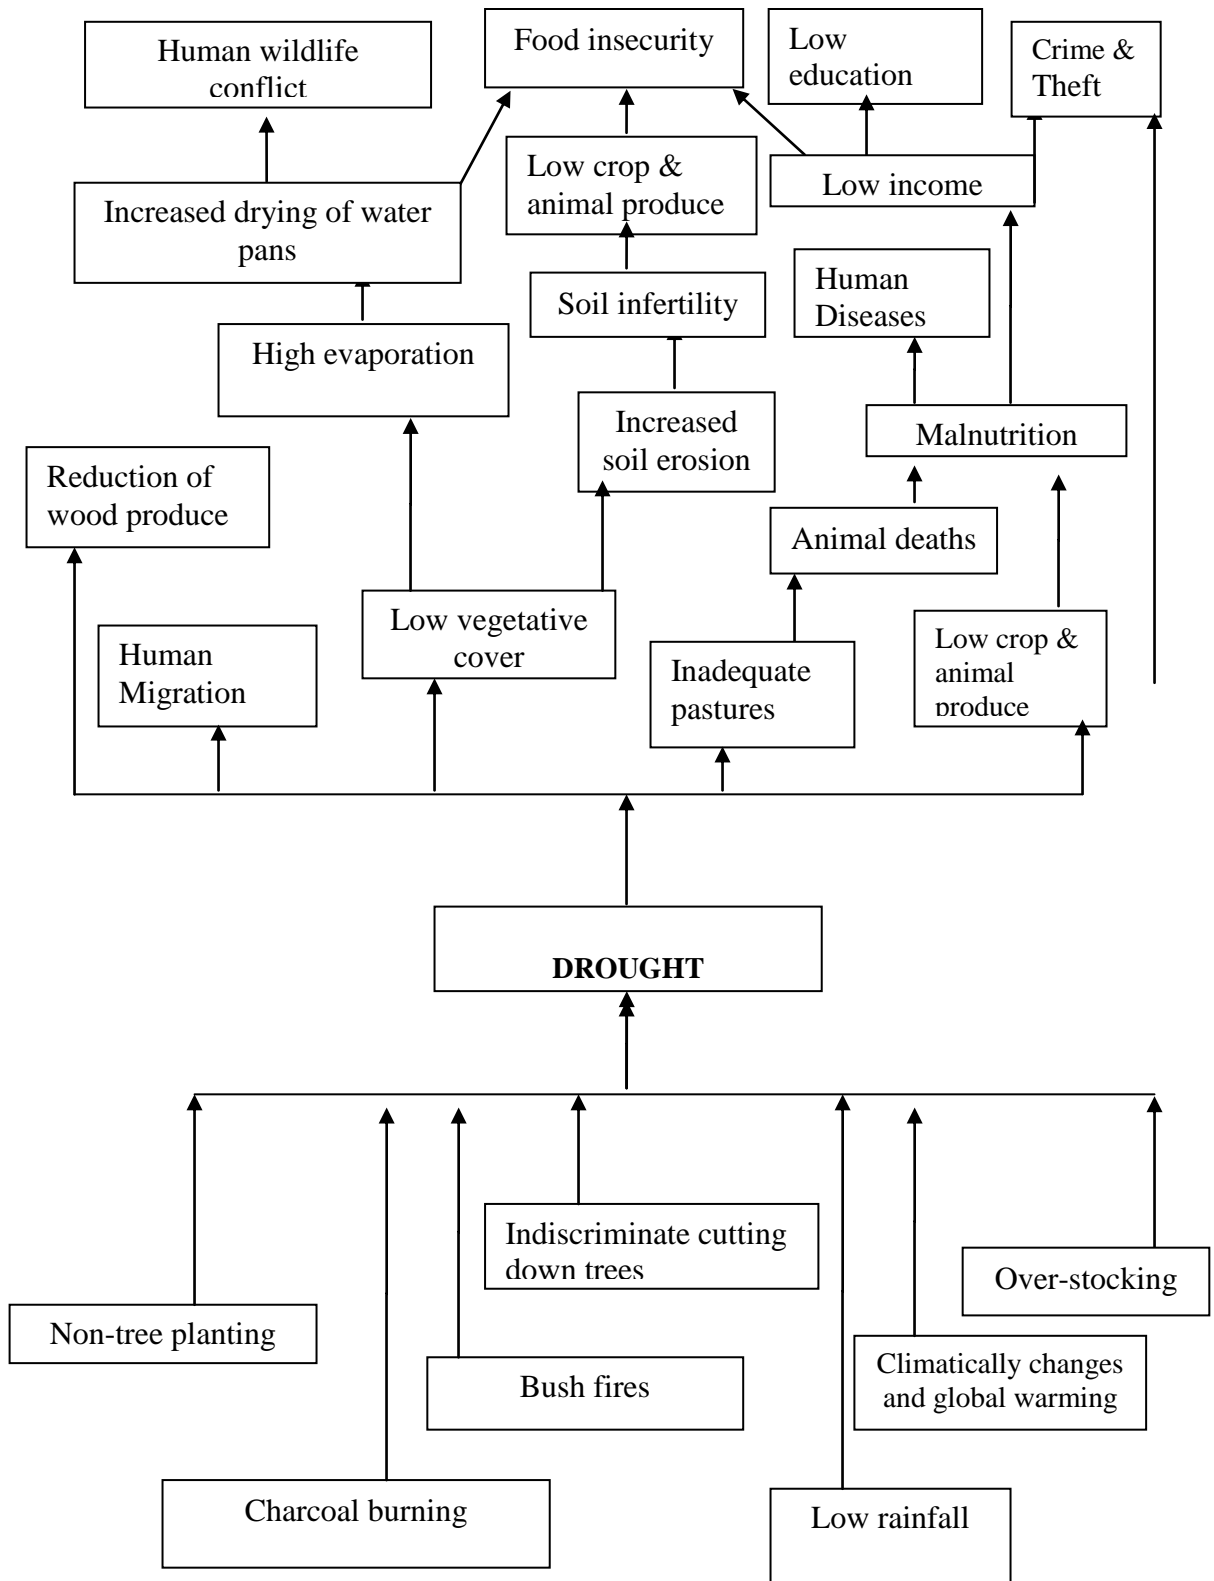 Human wildlife
conflict
Food insecurity
Low
education
Crime &
Theft
Low crop &
animal produce
Low income
Increased drying of water
pans
Human
Diseases
Soil infertility
High evaporation
Increased
soil erosion
Malnutrition
Reduction of
wood produce
Animal deaths
Low vegetative
cover
Human
Migration
Inadequate
pastures
Low crop &
animal
produce
DROUGHT
Indiscriminate cutting
down trees
Over-stocking
Non-tree planting
Climatically changes
and global warming
Bush fires
Charcoal burning
Low rainfall